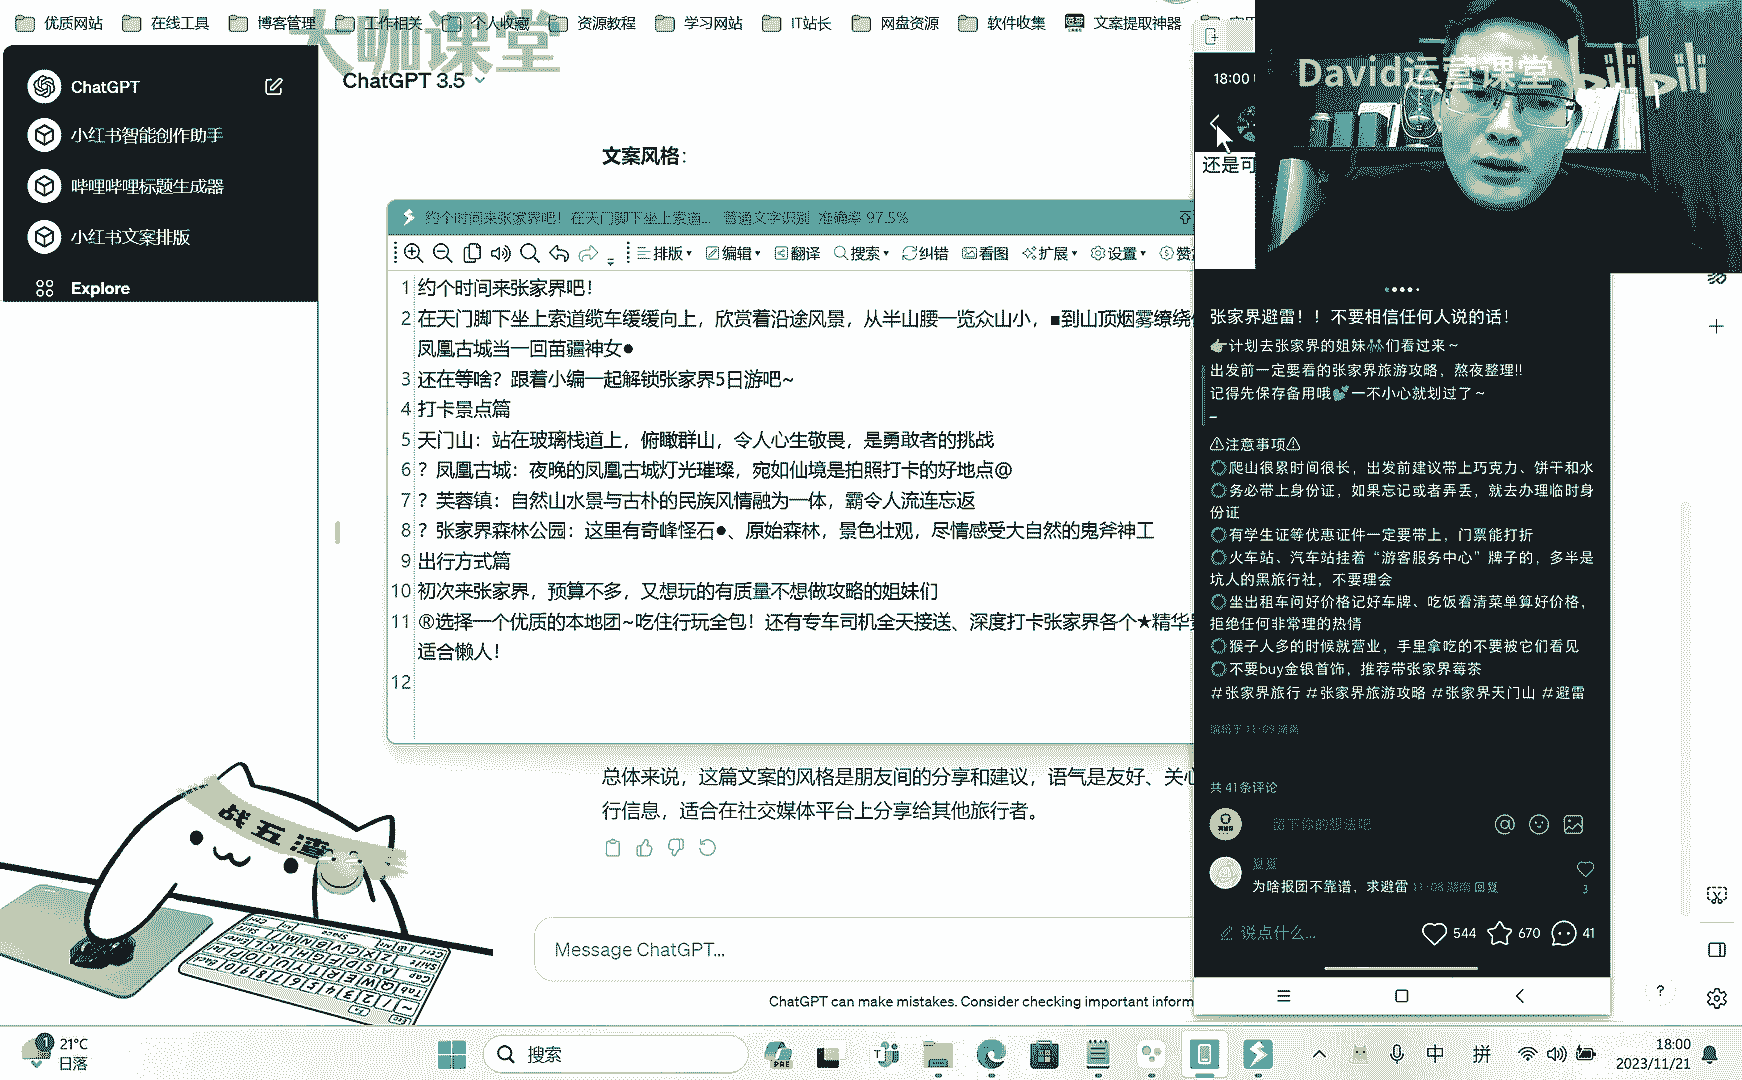 优质网站
在线工具
博客管理
工作相关
个人收藏
资源教程
学习网站
IT站长
网盘资源
软件收集
文案提取神器
大咖课堂
David运营课堂
bilibili
ChatGPT
小红书智能创作助手
哔哩哔哩标题生成器
小红书文案排版
Explore
ChatGPT 3.5
文案风格：
约个时间来张家界吧！在天门脚下坐上索道... 普通文字识别 准确率 97.5%
排版
编辑
翻译
搜索
纠错
看图
扩展
设置
1 约个时间来张家界吧！
2 在天门脚下坐上索道缆车缓缓向上，欣赏着沿途风景，从半山腰一览众山小，■到山顶烟雾缭绕
凤凰古城当一回苗疆神女●
3 还在等啥？跟着小编一起解锁张家界5日游吧~
4 打卡景点篇
5 天门山：站在玻璃栈道上，俯瞰群山，令人心生敬畏，是勇敢者的挑战
6 ？凤凰古城：夜晚的凤凰古城灯光璀璨，宛如仙境是拍照打卡的好地点@
7 ？芙蓉镇：自然山水景与古朴的民族风情融为一体，霸令人流连忘返
8 ？张家界森林公园：这里有奇峰怪石●、原始森林，景色壮观，尽情感受大自然的鬼斧神工
9 出行方式篇
10 初次来张家界，预算不多，又想玩的有质量不想做攻略的姐妹们
11 ®选择一个优质的本地团~吃住行玩全包！还有专车司机全天接送、深度打卡张家界各个★精华
适合懒人！
12
总体来说，这篇文案的风格是朋友间的分享和建议，语气是友好、关
行信息，适合在社交媒体平台上分享给其他旅行者。
Message ChatGPT...
ChatGPT can make mistakes. Consider checking important inform
18:00
还是可
张家界避雷！！不要相信任何人说的话！
👉计划去张家界的姐妹👭们看过来～
出发前一定要看的张家界旅游攻略，熬夜整理!!
记得先保存备用哦💕一不小心就划过了～
–
⚠注意事项⚠
◌爬山很累时间很长，出发前建议带上巧克力、饼干和水
◌务必带上身份证，如果忘记或者弄丢，就去办理临时身
份证
◌有学生证等优惠证件一定要带上，门票能打折
◌火车站、汽车站挂着“游客服务中心”牌子的，多半是
坑人的黑旅行社，不要理会
◌坐出租车问好价格记好车牌、吃饭看清菜单算好价格，
拒绝任何非常理的热情
◌猴子人多的时候就营业，手里拿吃的不要被它们看见
◌不要buy金银首饰，推荐带张家界莓茶
#张家界旅行 #张家界旅游攻略 #张家界天门山 #避雷
编辑于 11-09 湖南
共 41条评论
留下你的想法吧
为啥报团不靠谱，求避雷 11-08 湖南 回复
3
说点什么...
544
670
41
战五渣
21°C
日落
搜索
中
拼
18:00
2023/11/21